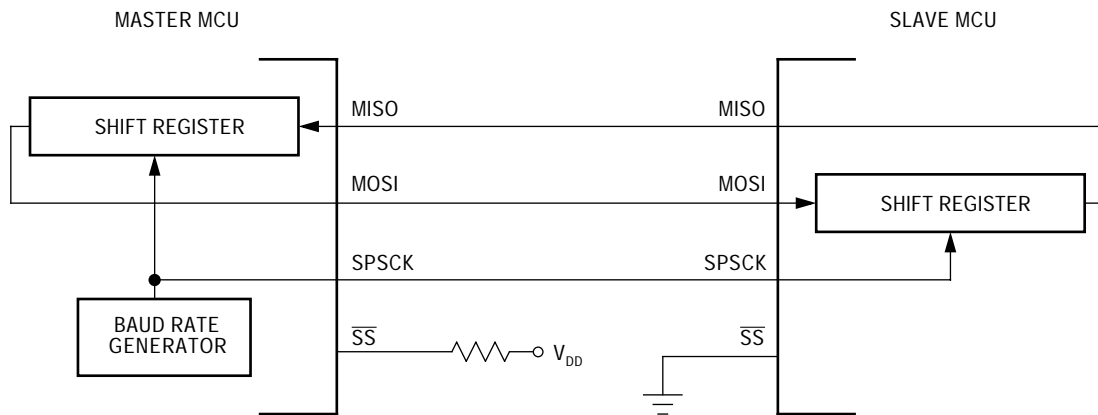 MASTER MCU
SLAVE MCU
SHIFT REGISTER
MISO
MISO
MOSI
MOSI
SHIFT REGISTER
SPSCK
SPSCK
BAUD RATE
GENERATOR
SS
VDD
SS